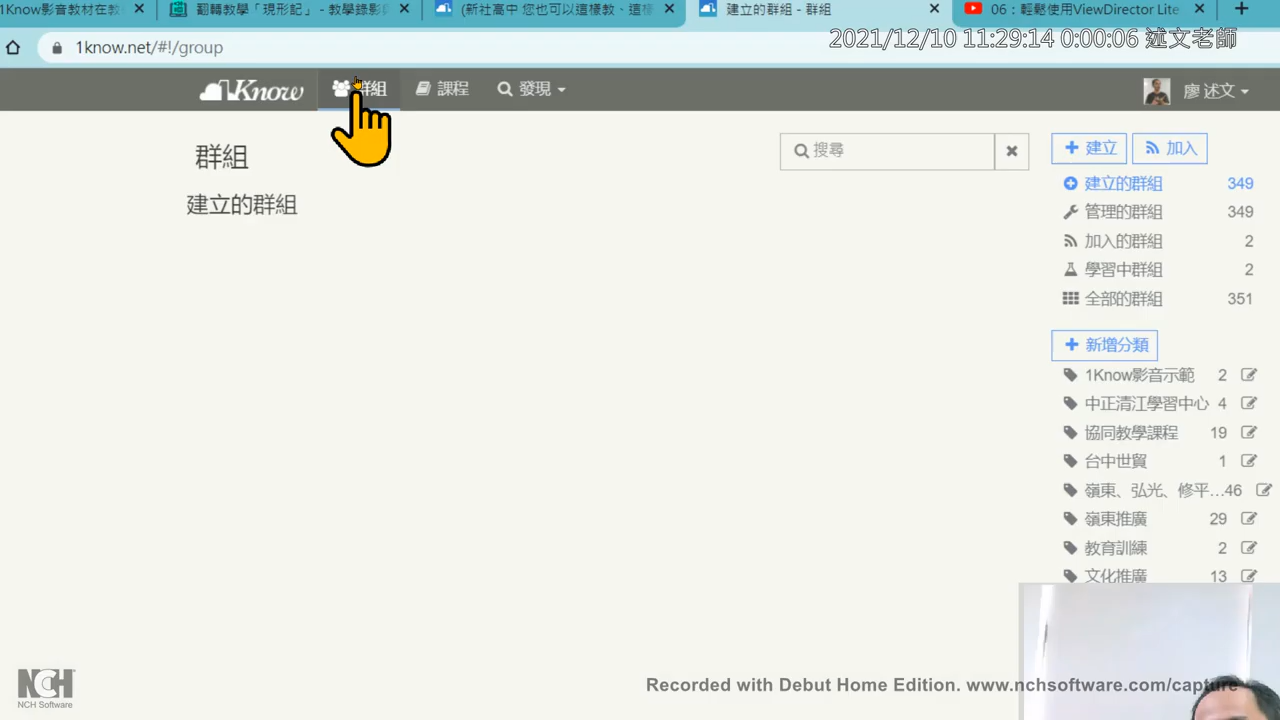 1Know影音教材在教
翻轉教學「現形記」 - 教學錄影
(新社高中 您也可以這樣教、這樣
建立的群組 - 群組
06：輕鬆使用ViewDirector Lite
1know.net/#!/group
2021/12/10 11:29:14 0:00:06 述文老師
1Know
群組
課程
發現
廖 述文
群組
搜尋
建立
加入
建立的群組
建立的群組 349
管理的群組 349
加入的群組 2
學習中群組 2
全部的群組 351
新增分類
1Know影音示範 2
中正清江學習中心 4
協同教學課程 19
台中世貿 1
嶺東、弘光、修平...46
嶺東推廣 29
教育訓練 2
文化推廣 13
NCH
NCH Software
Recorded with Debut Home Edition. www.nchsoftware.com/capture